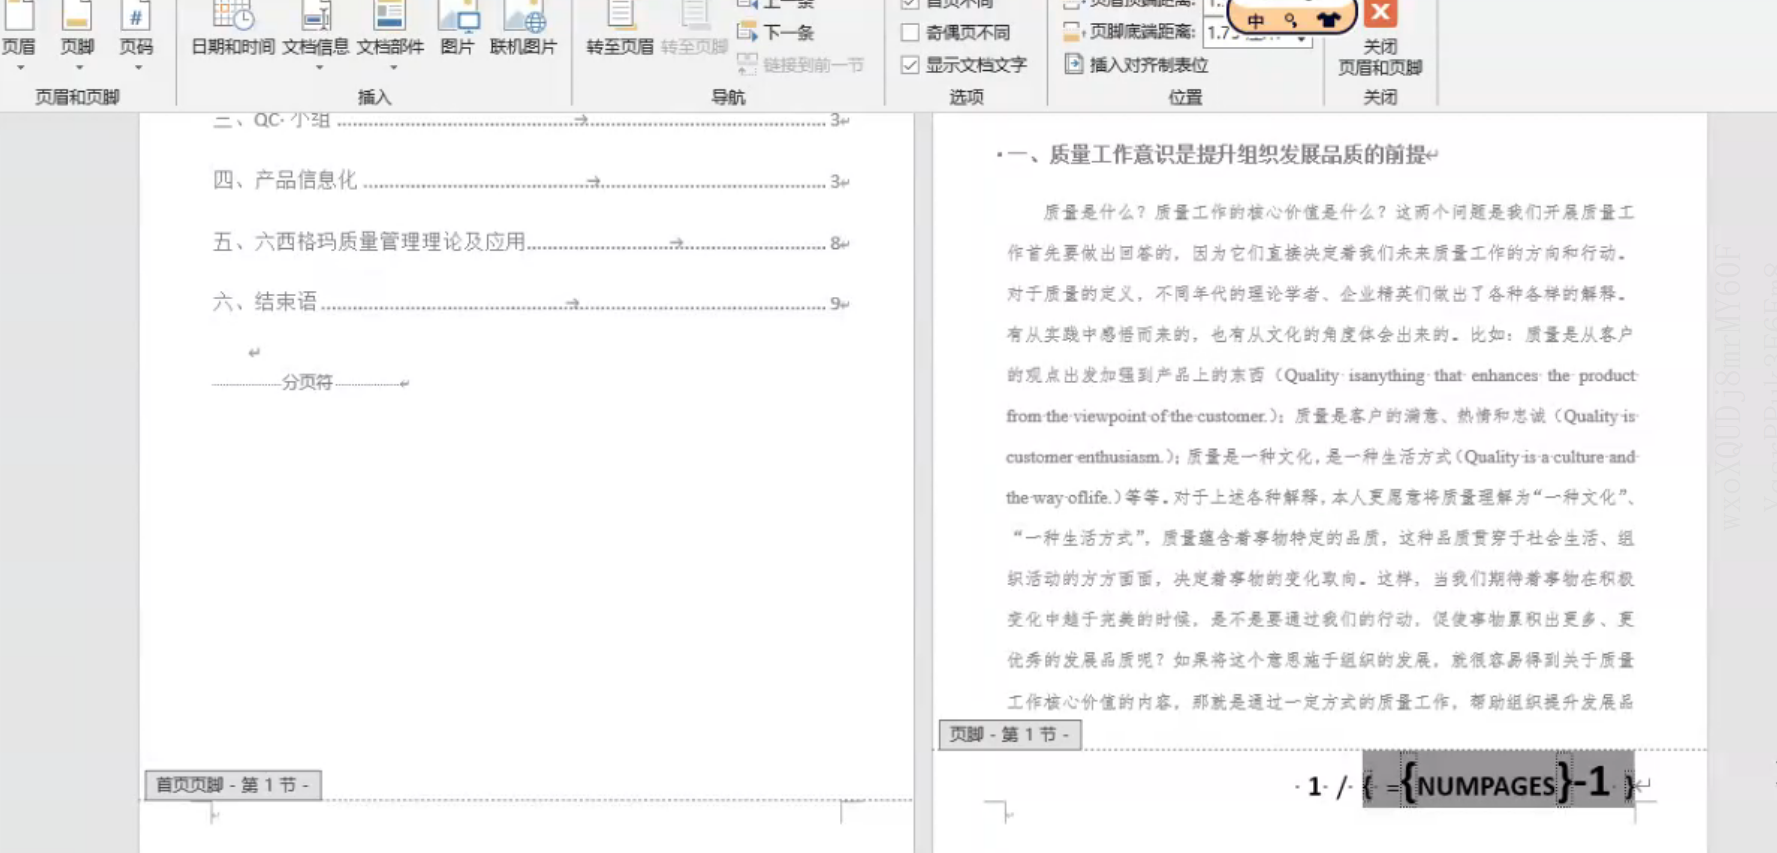 页眉 页脚 页码 日期和时间 文档信息 文档部件 图片 联机图片 转至页眉 转至页脚
上一条
下一条
链接到前一节
首页不同
奇偶页不同
显示文档文字
页眉顶端距离:
页脚底端距离:
插入对齐制表位
中
关闭
页眉和页脚
页眉和页脚 插入 导航 选项 位置 关闭
三、QC·小组 → 3
四、产品信息化 → 3
五、六西格玛质量管理理论及应用 → 8
六、结束语 → 9
分页符
首页页脚 - 第 1 节 -
一、质量工作意识是提升组织发展品质的前提
质量是什么？质量工作的核心价值是什么？这两个问题是我们开展质量工
作首先要做出回答的，因为它们直接决定着我们未来质量工作的方向和行动。
对于质量的定义，不同年代的理论学者、企业精英们做出了各种各样的解释。
有从实践中感悟而来的，也有从文化的角度体会出来的。比如：质量是从客户
的观点出发加强到产品上的东西（Quality isanything that enhances the product
from the viewpoint of the customer.）；质量是客户的满意、热情和忠诚（Quality is
customer enthusiasm.）；质量是一种文化，是一种生活方式（Quality is a culture and
the way oflife.）等等。对于上述各种解释，本人更愿意将质量理解为“一种文化”、
“一种生活方式”，质量蕴含着事物特定的品质，这种品质贯穿于社会生活、组
织活动的方方面面，决定着事物的变化取向。这样，当我们期待着事物在积极
变化中趋于完美的时候，是不是要通过我们的行动，促使事物累积出更多、更
优秀的发展品质呢？如果将这个意思施于组织的发展，就很容易得到关于质量
工作核心价值的内容，那就是通过一定方式的质量工作，帮助组织提升发展品
页脚 - 第 1 节 -
1 / { ={NUMPAGES}-1 }